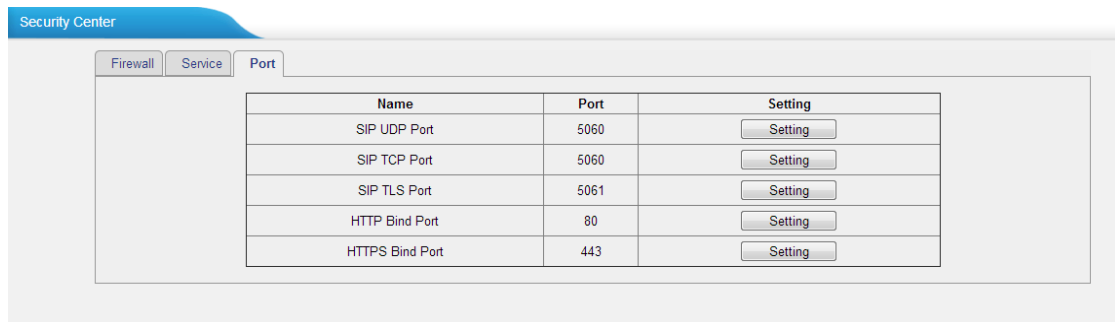 Security Center
Firewall Service Port
Name Port Setting
SIP UDP Port 5060 Setting
SIP TCP Port 5060 Setting
SIP TLS Port 5061 Setting
HTTP Bind Port 80 Setting
HTTPS Bind Port 443 Setting